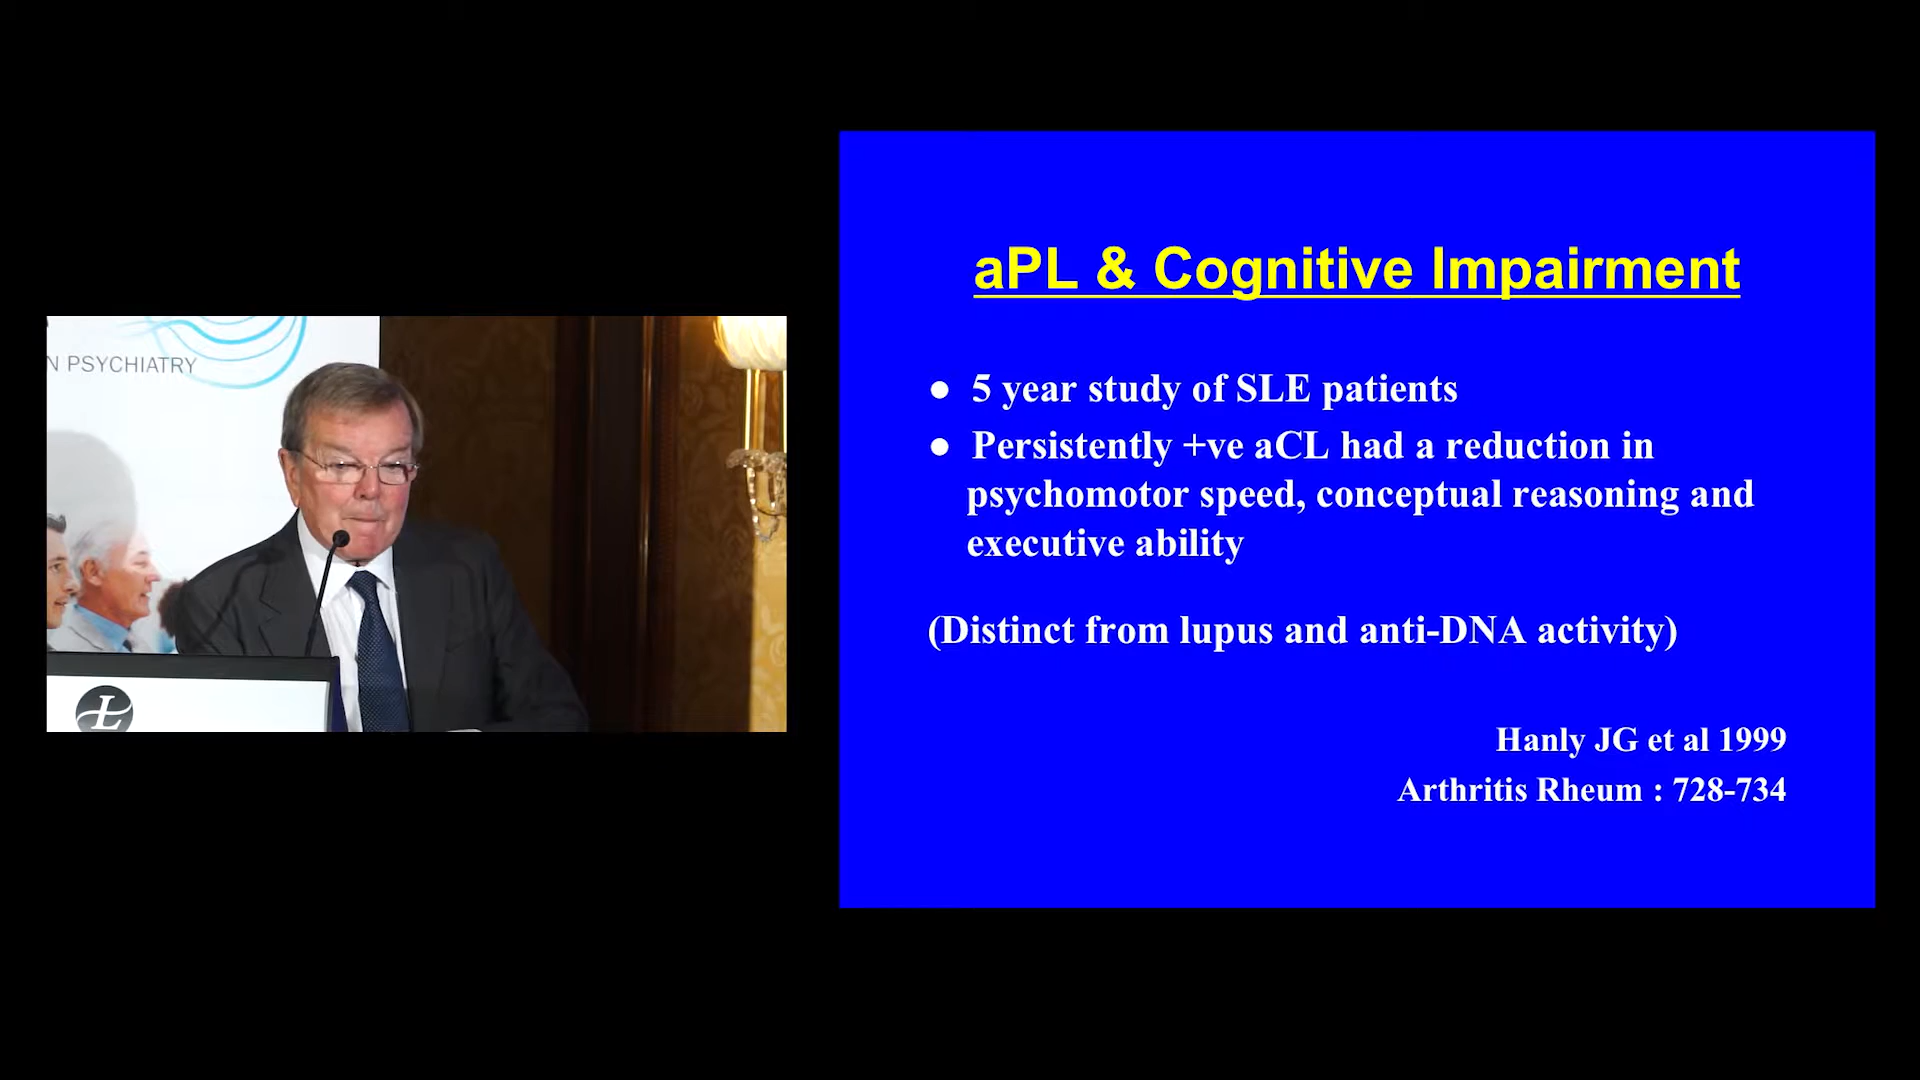 N PSYCHIATRY
L
aPL & Cognitive Impairment
● 5 year study of SLE patients
● Persistently +ve aCL had a reduction in
psychomotor speed, conceptual reasoning and
executive ability
(Distinct from lupus and anti-DNA activity)
Hanly JG et al 1999
Arthritis Rheum : 728-734